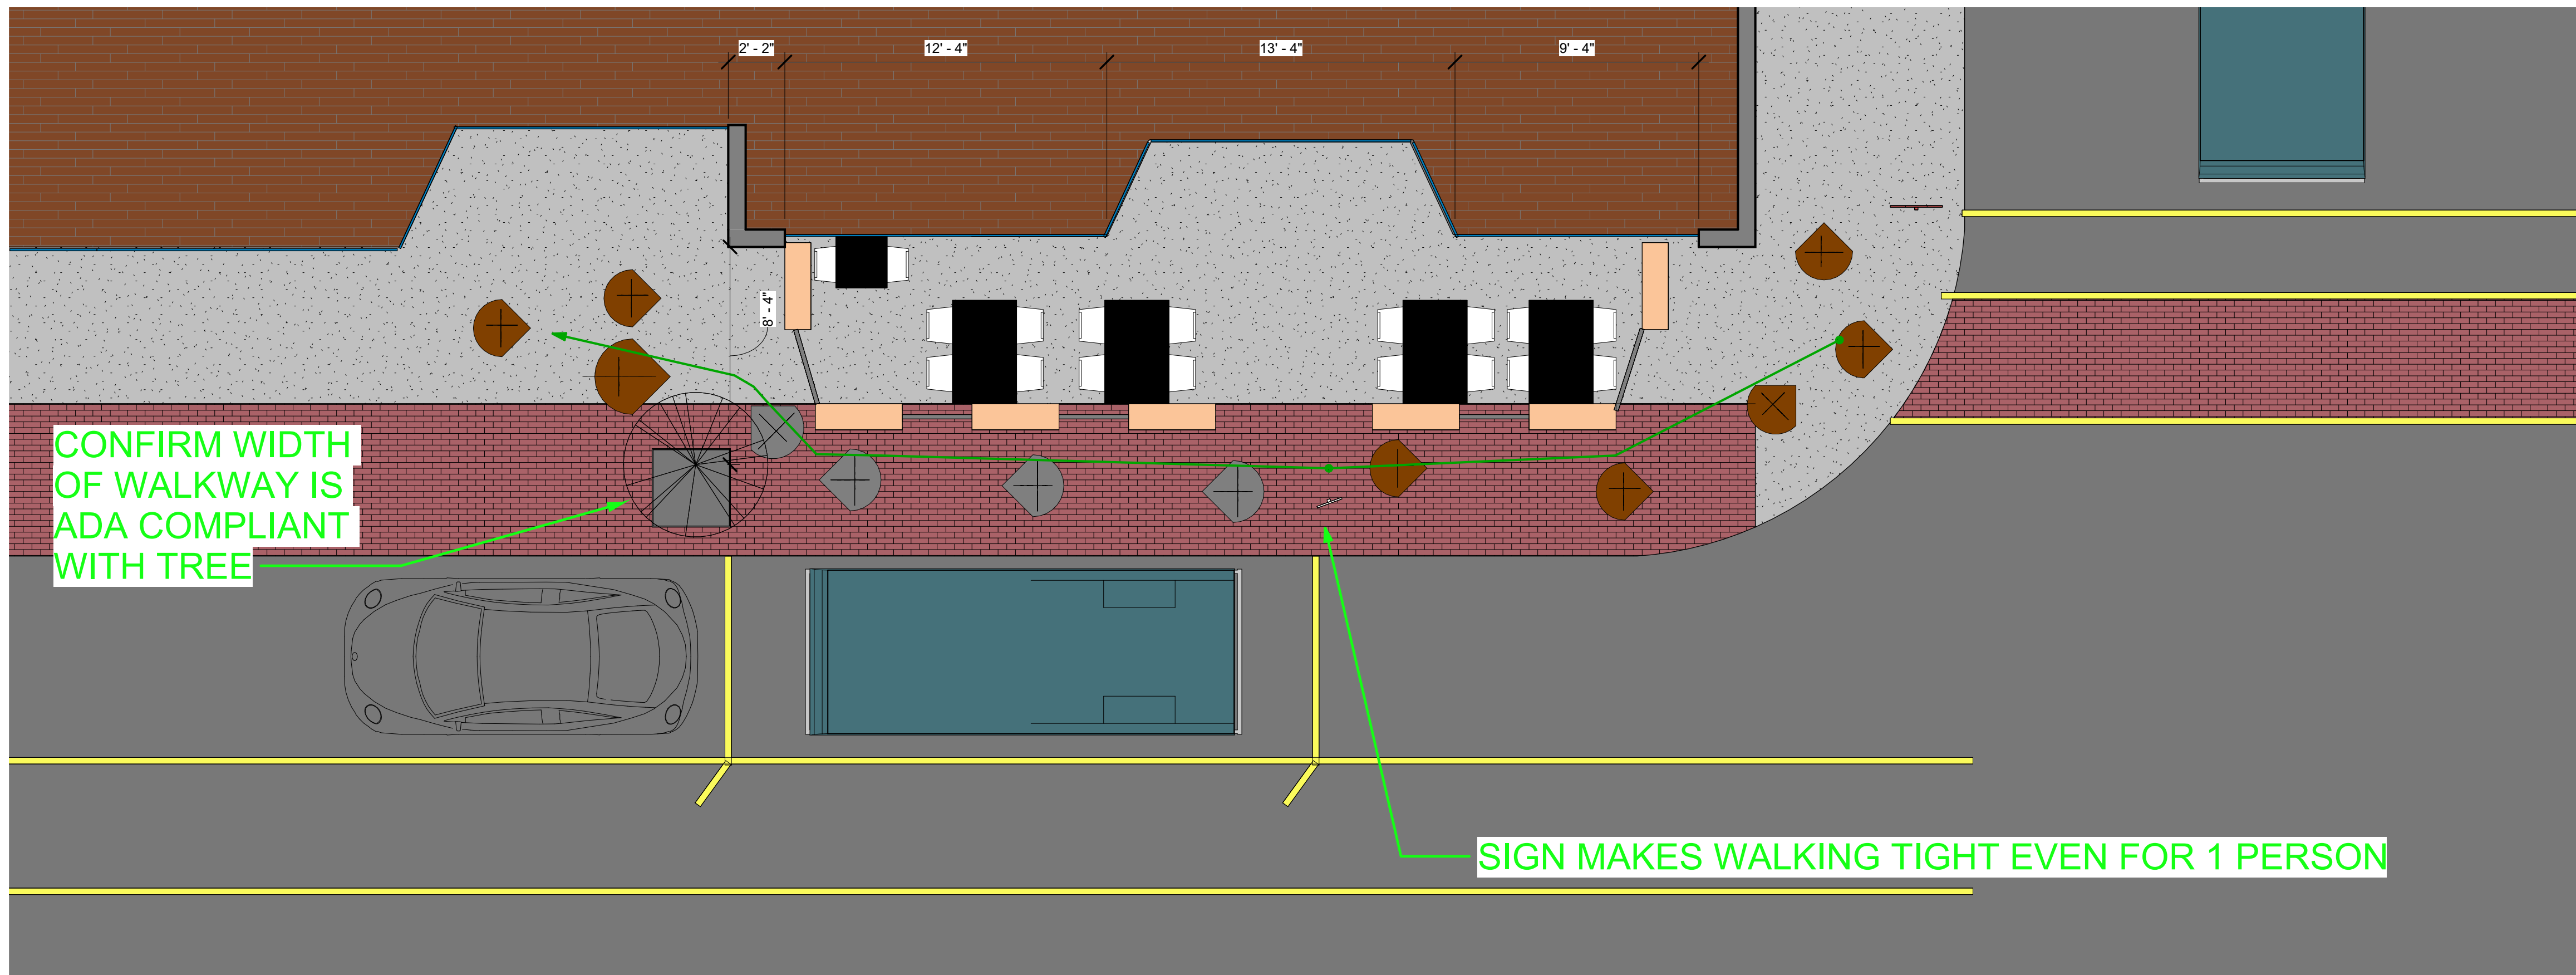 2' - 2"
12' - 4"
13' - 4"
9' - 4"
8' - 4"
CONFIRM WIDTH
OF WALKWAY IS
ADA COMPLIANT
WITH TREE
SIGN MAKES WALKING TIGHT EVEN FOR 1 PERSON